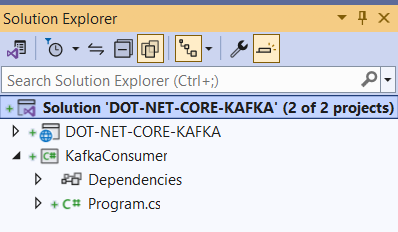 Solution Explorer
Search Solution Explorer (Ctrl+;)
Solution 'DOT-NET-CORE-KAFKA' (2 of 2 projects)
DOT-NET-CORE-KAFKA
C# KafkaConsumer
Dependencies
C# Program.cs